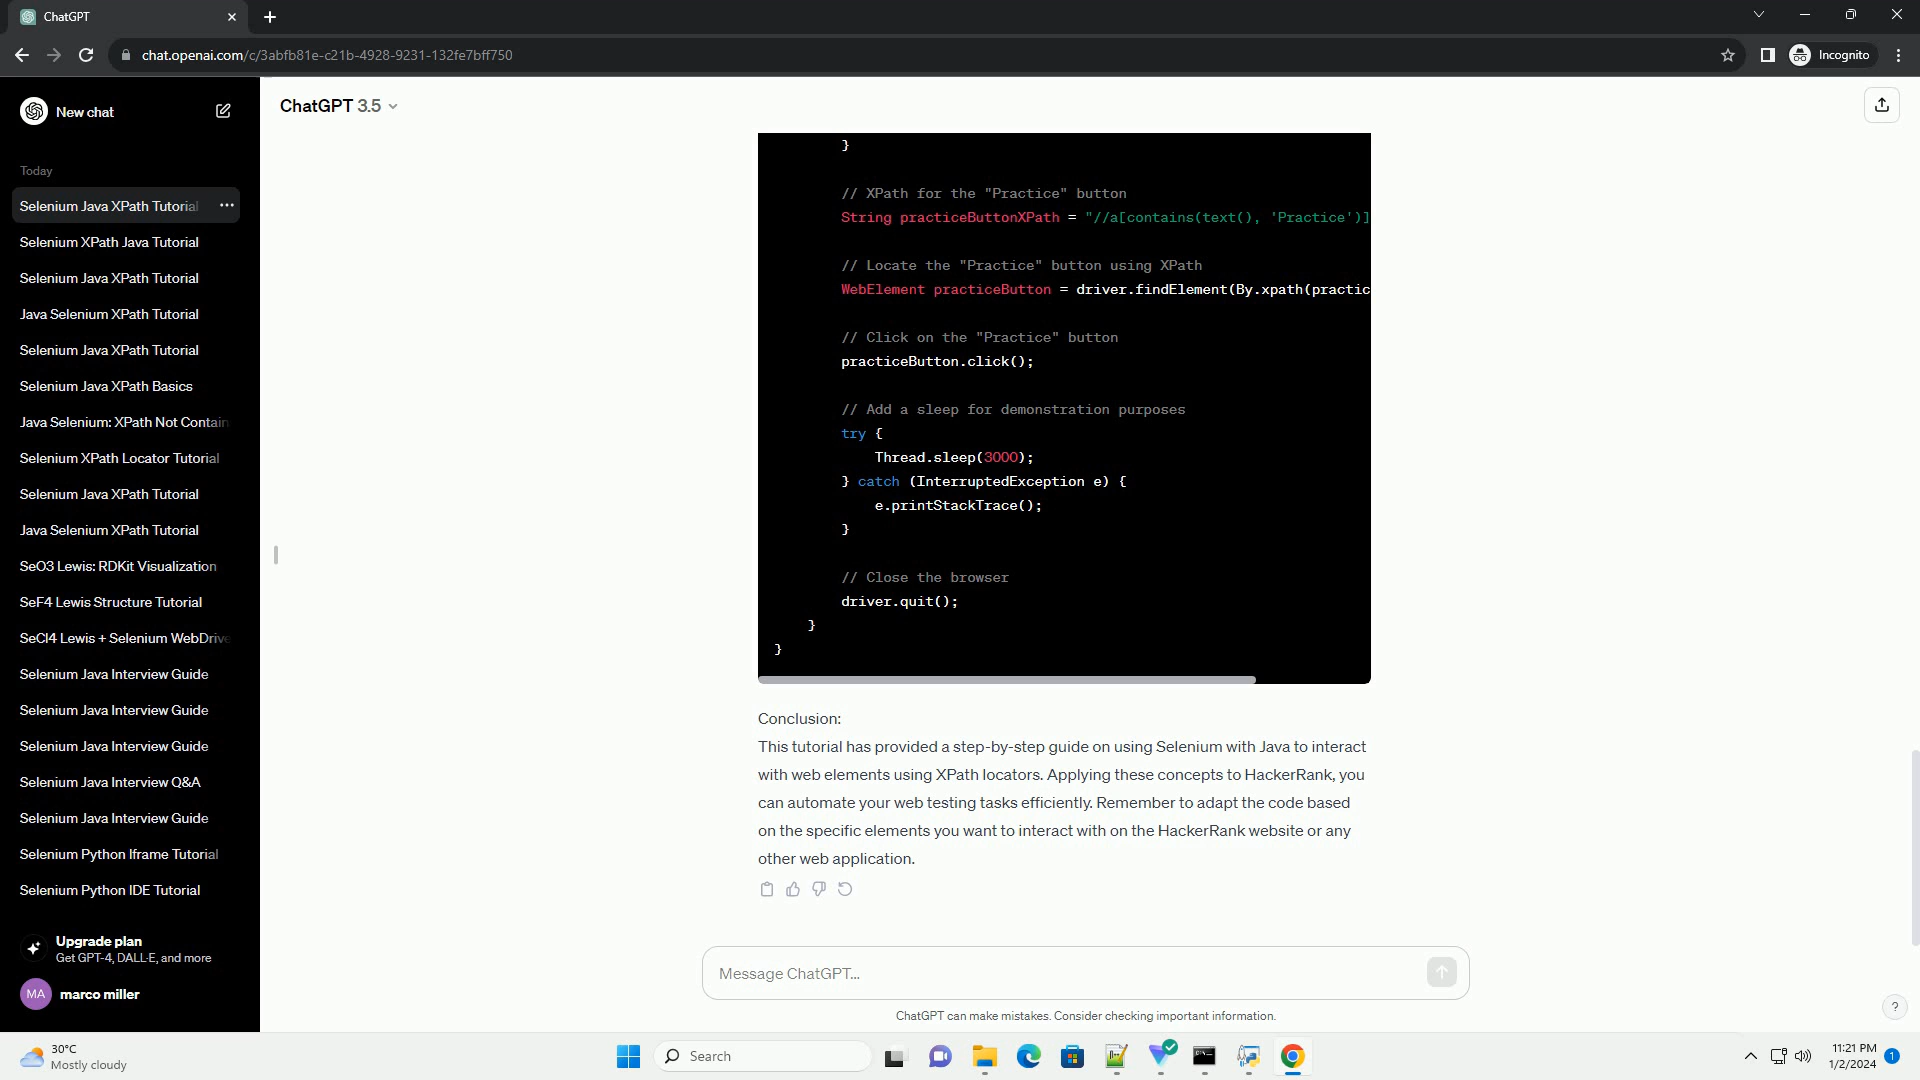 ChatGPT
chat.openai.com/c/3abfb81e-c21b-4928-9231-132fe7bff750
Incognito
New chat
ChatGPT 3.5
Today
Selenium Java XPath Tutorial
Selenium XPath Java Tutorial
Selenium Java XPath Tutorial
Java Selenium XPath Tutorial
Selenium Java XPath Tutorial
Selenium Java XPath Basics
Java Selenium: XPath Not Contain
Selenium XPath Locator Tutorial
Selenium Java XPath Tutorial
Java Selenium XPath Tutorial
SeO3 Lewis: RDKit Visualization
SeF4 Lewis Structure Tutorial
SeCl4 Lewis + Selenium WebDrive
Selenium Java Interview Guide
Selenium Java Interview Guide
Selenium Java Interview Guide
Selenium Java Interview Q&A
Selenium Java Interview Guide
Selenium Python Iframe Tutorial
Selenium Python IDE Tutorial
Upgrade plan
Get GPT-4, DALL·E, and more
MA marco miller
}
// XPath for the "Practice" button
String practiceButtonXPath = "//a[contains(text(), 'Practice')]
// Locate the "Practice" button using XPath
WebElement practiceButton = driver.findElement(By.xpath(practic
// Click on the "Practice" button
practiceButton.click();
// Add a sleep for demonstration purposes
try {
Thread.sleep(3000);
} catch (InterruptedException e) {
e.printStackTrace();
}
// Close the browser
driver.quit();
}
}
Conclusion:
This tutorial has provided a step-by-step guide on using Selenium with Java to interact
with web elements using XPath locators. Applying these concepts to HackerRank, you
can automate your web testing tasks efficiently. Remember to adapt the code based
on the specific elements you want to interact with on the HackerRank website or any
other web application.
Message ChatGPT...
ChatGPT can make mistakes. Consider checking important information.
?
30°C
Mostly cloudy
Search
11:21 PM
1/2/2024
1